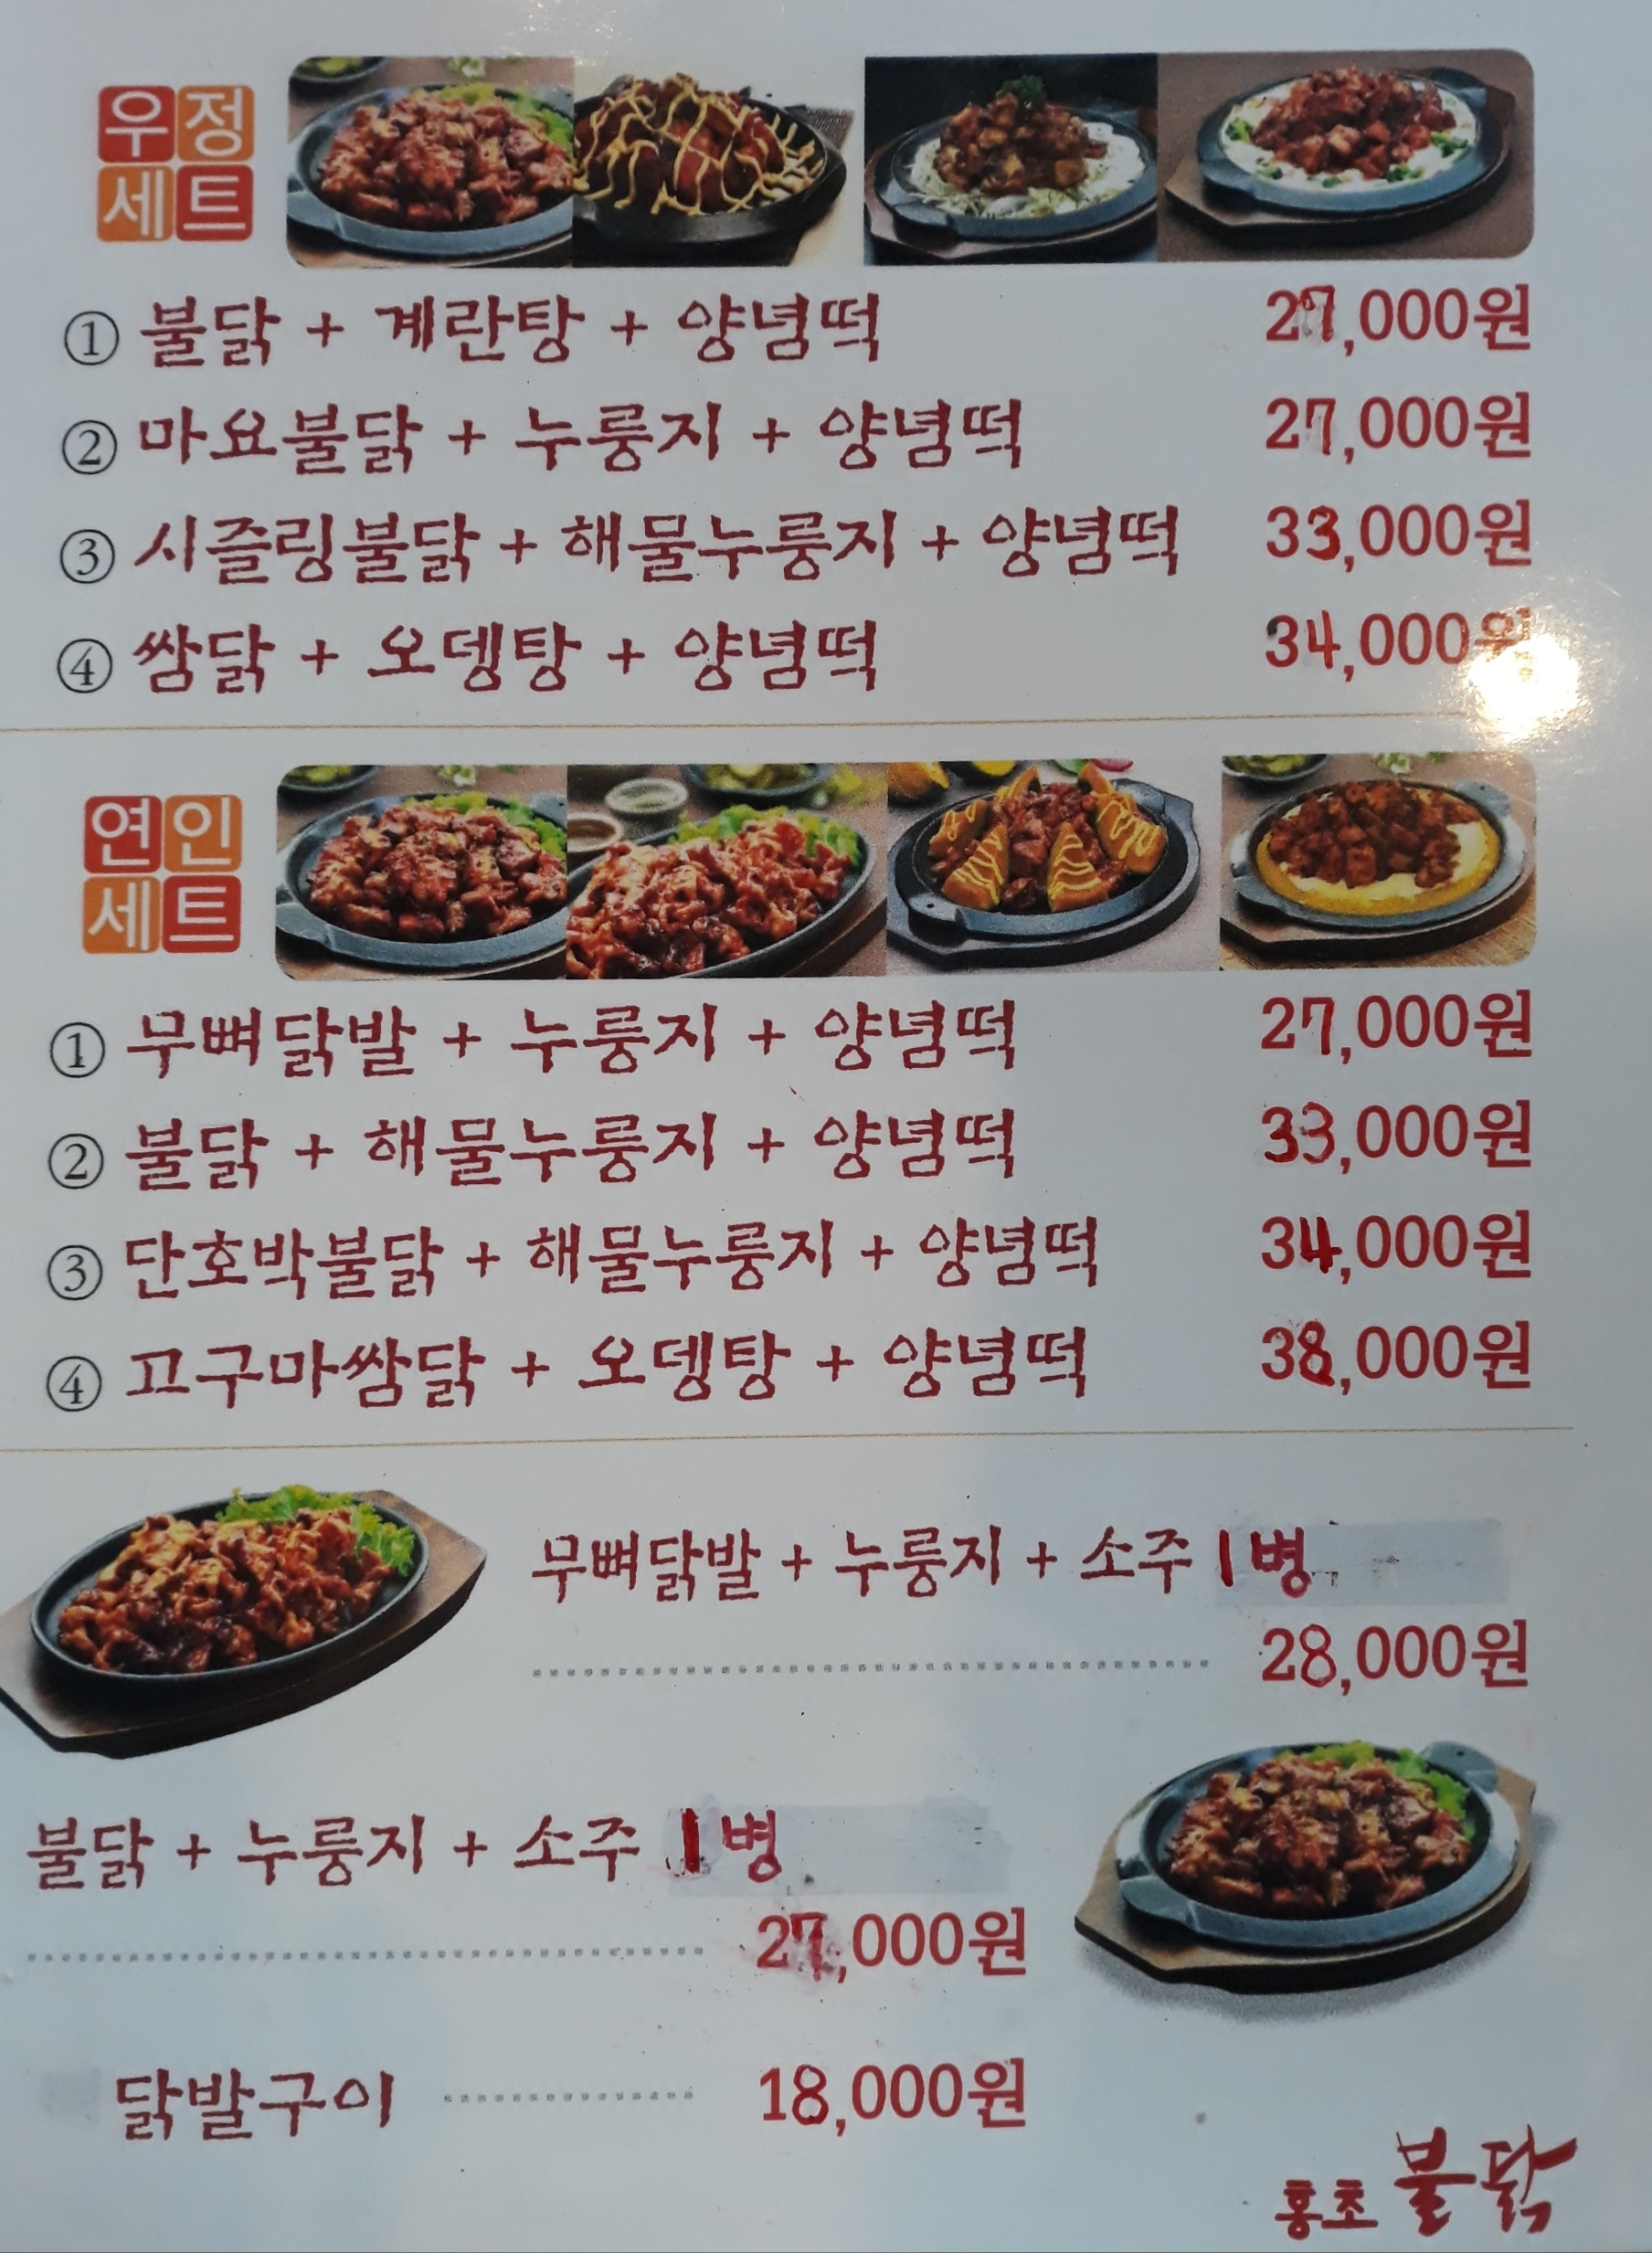 우정
세트
① 불닭 + 계란탕 + 양념떡 27,000원
② 마요불닭 + 누룽지 + 양념떡 27,000원
③ 시즐링불닭 + 해물누룽지 + 양념떡 33,000원
④ 쌈닭 + 오뎅탕 + 양념떡 34,000원
연인
세트
① 무뼈닭발 + 누룽지 + 양념떡 27,000원
② 불닭 + 해물누룽지 + 양념떡 33,000원
③ 단호박불닭 + 해물누룽지 + 양념떡 34,000원
④ 고구마쌈닭 + 오뎅탕 + 양념떡 38,000원
무뼈닭발 + 누룽지 + 소주 1병
28,000원
불닭 + 누룽지 + 소주 1병
27,000원
닭발구이 18,000원
홍초불닭